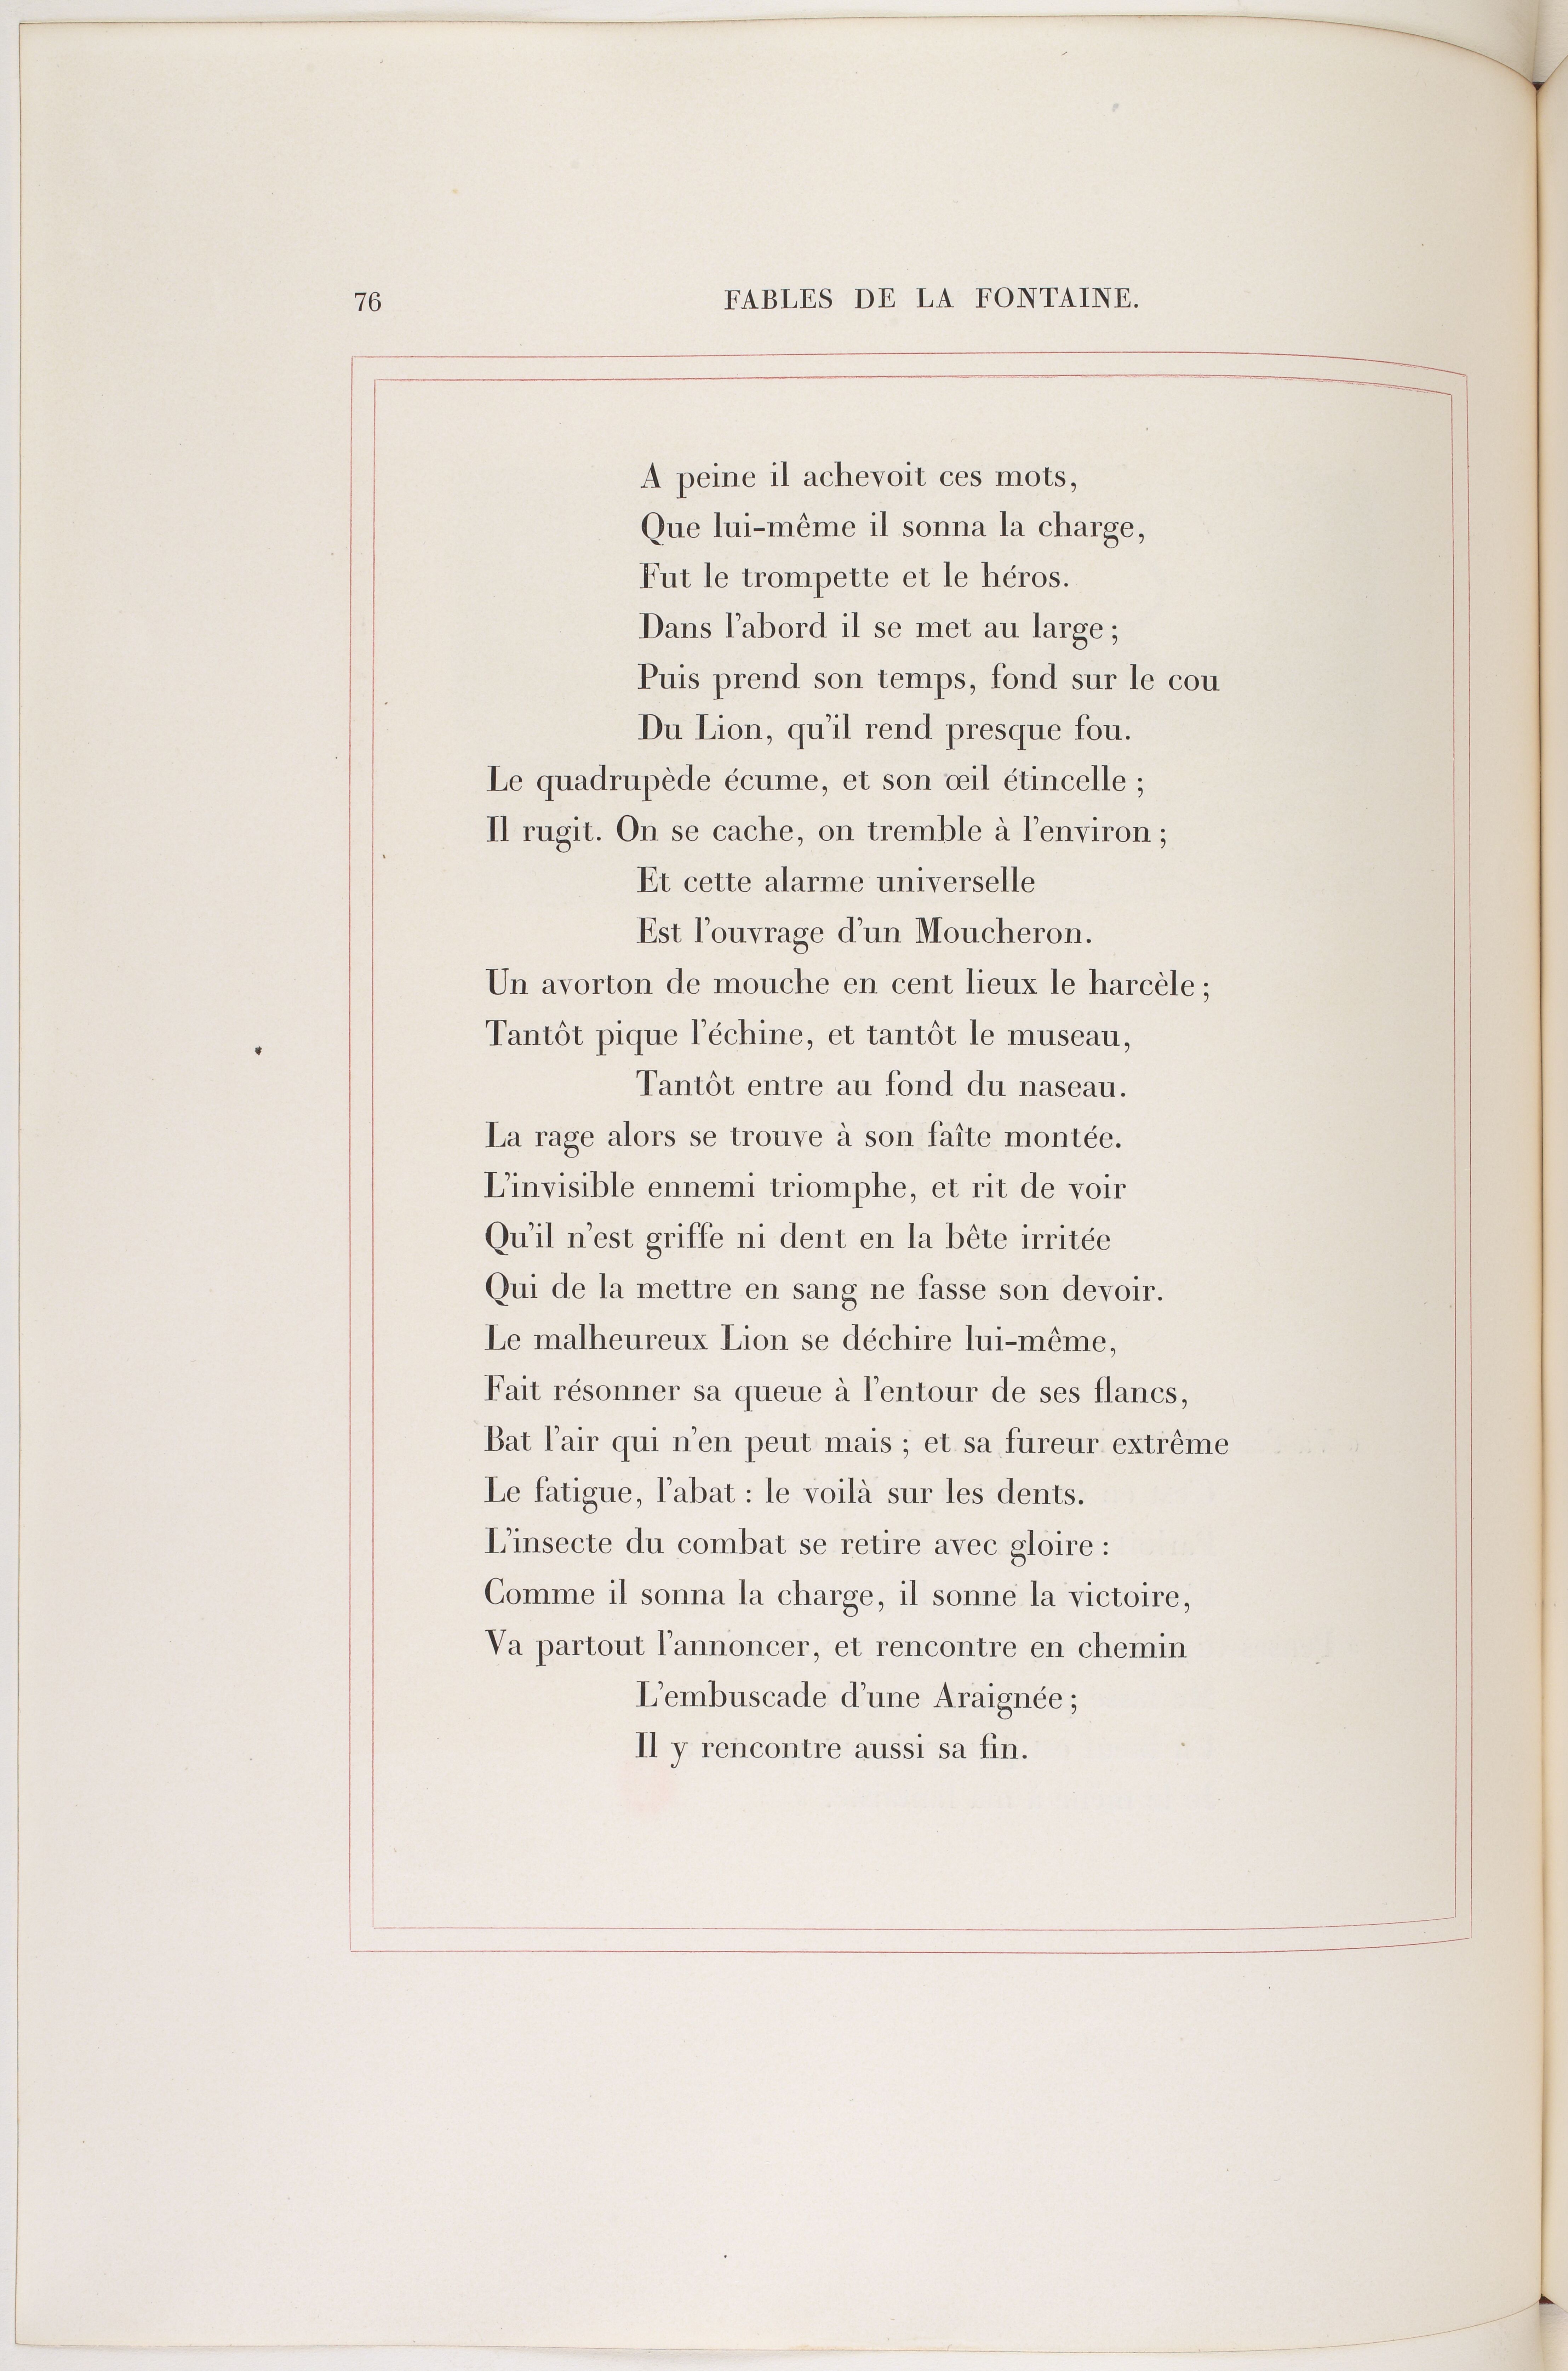 76
FABLES DE LA FONTAINE.
A peine il achevoit ces mots,
Que lui-même il sonna la charge,
Fut le trompette et le héros.
Dans l'abord il se met au large ;
Puis prend son temps, fond sur le cou
Du Lion, qu'il rend presque fou.
Le quadrupède écume, et son œil étincelle ;
Il rugit. On se cache, on tremble à l'environ ;
Et cette alarme universelle
Est l'ouvrage d'un Moucheron.
Un avorton de mouche en cent lieux le harcèle ;
Tantôt pique l'échine, et tantôt le museau,
Tantôt entre au fond du naseau.
La rage alors se trouve à son faîte montée.
L'invisible ennemi triomphe, et rit de voir
Qu'il n'est griffe ni dent en la bête irritée
Qui de la mettre en sang ne fasse son devoir.
Le malheureux Lion se déchire lui-même,
Fait résonner sa queue à l'entour de ses flancs,
Bat l'air qui n'en peut mais ; et sa fureur extrême
Le fatigue, l'abat : le voilà sur les dents.
L'insecte du combat se retire avec gloire :
Comme il sonna la charge, il sonne la victoire,
Va partout l'annoncer, et rencontre en chemin
L'embuscade d'une Araignée ;
Il y rencontre aussi sa fin.